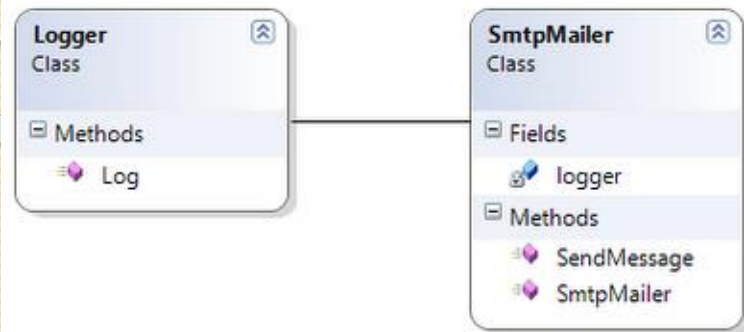 Logger
Class
Methods
Log
SmtpMailer
Class
Fields
logger
Methods
SendMessage
SmtpMailer